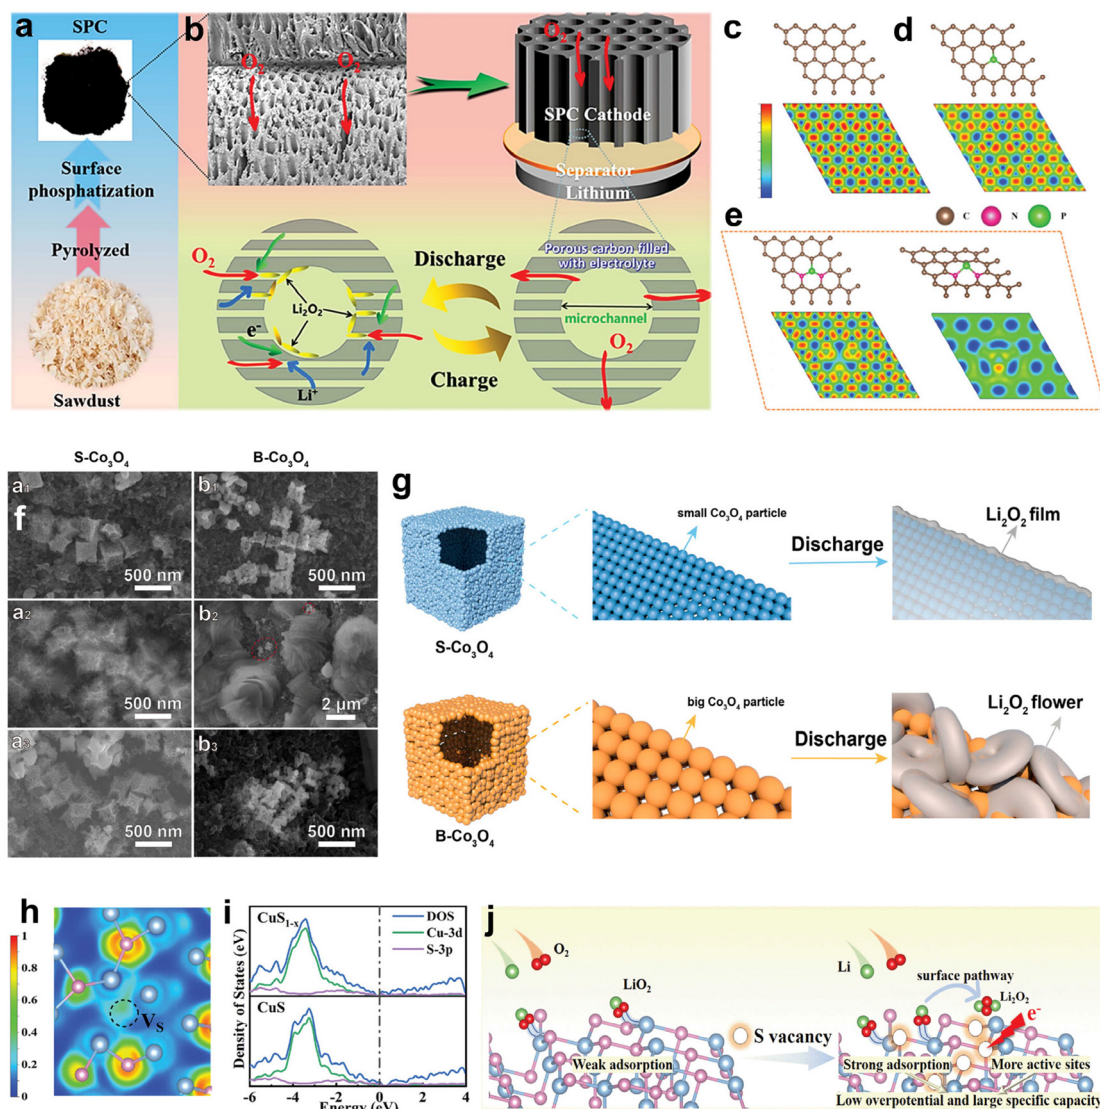 a
SPC
Surface
phosphatization
Pyrolyzed
Sawdust
b
O₂
O₂
O₂
SPC Cathode
Separator
Lithium
Porous carbon filled
with electrolyte
O₂
Li₂O₂
e⁻
Li⁺
Discharge
Charge
microchannel
O₂
c
d
e
C
N
P
S-Co₃O₄
B-Co₃O₄
f
a₁
500 nm
b₁
500 nm
a₂
500 nm
b₂
2 μm
a₃
500 nm
b₃
500 nm
g
S-Co₃O₄
small Co₃O₄ particle
Discharge
Li₂O₂ film
B-Co₃O₄
big Co₃O₄ particle
Discharge
Li₂O₂ flower
h
1
0.8
0.6
0.4
0.2
0
Vₛ
i
Density of States (eV)
CuS₁₋ₓ
DOS
Cu-3d
S-3p
CuS
DOS
Cu-3d
S-3p
-6
-4
-2
0
2
4
Energy (eV)
j
O₂
LiO₂
Weak adsorption
S vacancy
Li
surface pathway
Li₂O₂
e⁻
Strong adsorption
More active sites
Low overpotential and large specific capacity